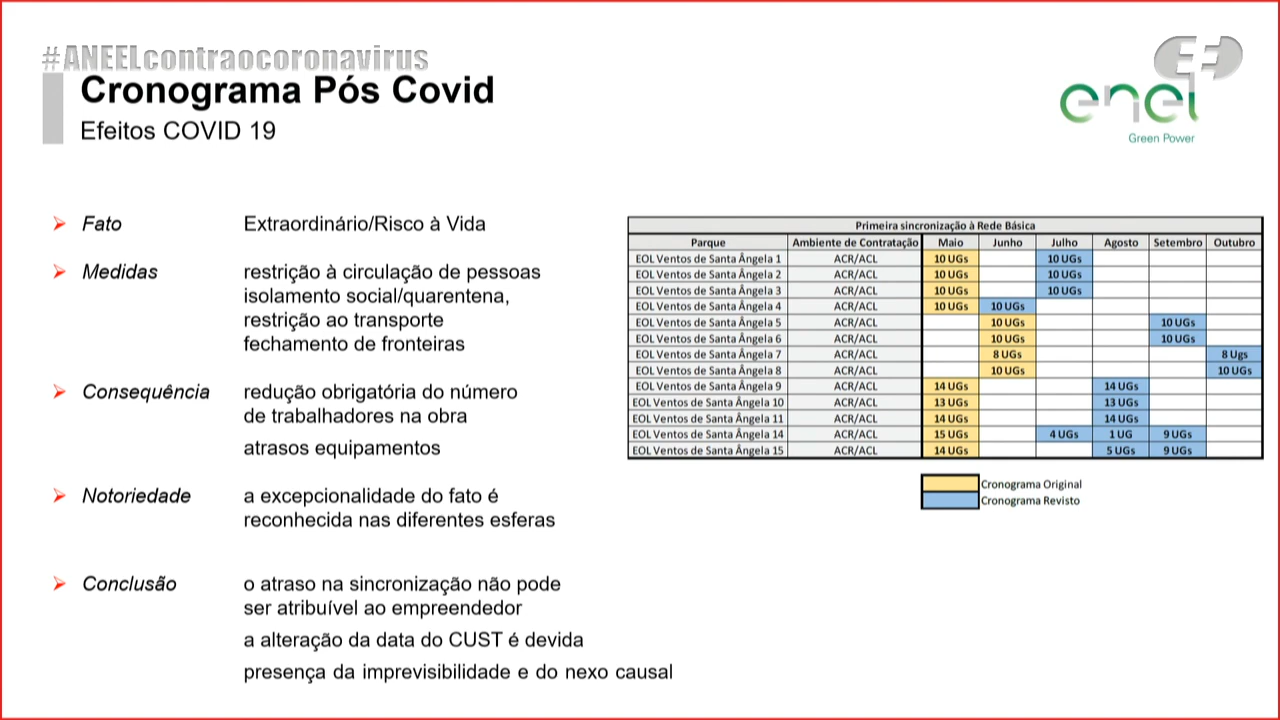 #ANEELcontraocoronavirus
Cronograma Pós Covid
Efeitos COVID 19
enel
Green Power
Fato Extraordinário/Risco à Vida
Medidas restrição à circulação de pessoas
isolamento social/quarentena,
restrição ao transporte
fechamento de fronteiras
Consequência redução obrigatória do número
de trabalhadores na obra
atrasos equipamentos
Notoriedade a excepcionalidade do fato é
reconhecida nas diferentes esferas
Conclusão o atraso na sincronização não pode
ser atribuível ao empreendedor
a alteração da data do CUST é devida
presença da imprevisibilidade e do nexo causal
Primeira sincronização à Rede Básica
Parque Ambiente de Contratação Maio Junho Julho Agosto Setembro Outubro
EOL Ventos de Santa Ângela 1 ACR/ACL 10 UGs 10 UGs
EOL Ventos de Santa Ângela 2 ACR/ACL 10 UGs 10 UGs
EOL Ventos de Santa Ângela 3 ACR/ACL 10 UGs 10 UGs
EOL Ventos de Santa Ângela 4 ACR/ACL 10 UGs 10 UGs
EOL Ventos de Santa Ângela 5 ACR/ACL 10 UGs 10 UGs
EOL Ventos de Santa Ângela 6 ACR/ACL 10 UGs 10 UGs
EOL Ventos de Santa Ângela 7 ACR/ACL 8 UGs 8 Ugs
EOL Ventos de Santa Ângela 8 ACR/ACL 10 UGs 10 UGs
EOL Ventos de Santa Ângela 9 ACR/ACL 14 UGs 14 UGs
EOL Ventos de Santa Ângela 10 ACR/ACL 13 UGs 13 UGs
EOL Ventos de Santa Ângela 11 ACR/ACL 14 UGs 14 UGs
EOL Ventos de Santa Ângela 14 ACR/ACL 15 UGs 4 UGs 1 UG 9 UGs
EOL Ventos de Santa Ângela 15 ACR/ACL 14 UGs 5 UGs 9 UGs
Cronograma Original
Cronograma Revisto